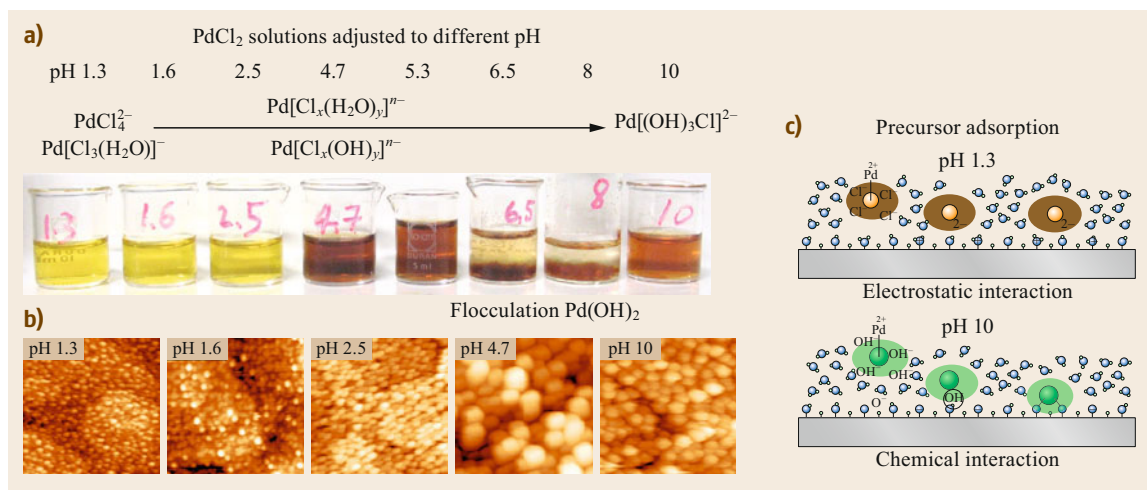 a)
PdCl₂ solutions adjusted to different pH
pH 1.3 1.6 2.5 4.7 5.3 6.5 8 10
Pd[Clₓ(H₂O)ᵧ]ⁿ⁻
PdCl₄²⁻
Pd[(OH)₃Cl]²⁻
Pd[Cl₃(H₂O)]⁻
Pd[Clₓ(OH)ᵧ]ⁿ⁻
1.3 1.6 2.5 4.7 6.5 8 10
5 ml
Flocculation Pd(OH)₂
b)
pH 1.3 pH 1.6 pH 2.5 pH 4.7 pH 10
c)
Precursor adsorption
pH 1.3
2+
Pd
Cl Cl
Cl Cl
2− 2−
Electrostatic interaction
pH 10
2+
Pd
OH⁻ OH⁻
OH OH
O⁻ OH
Chemical interaction